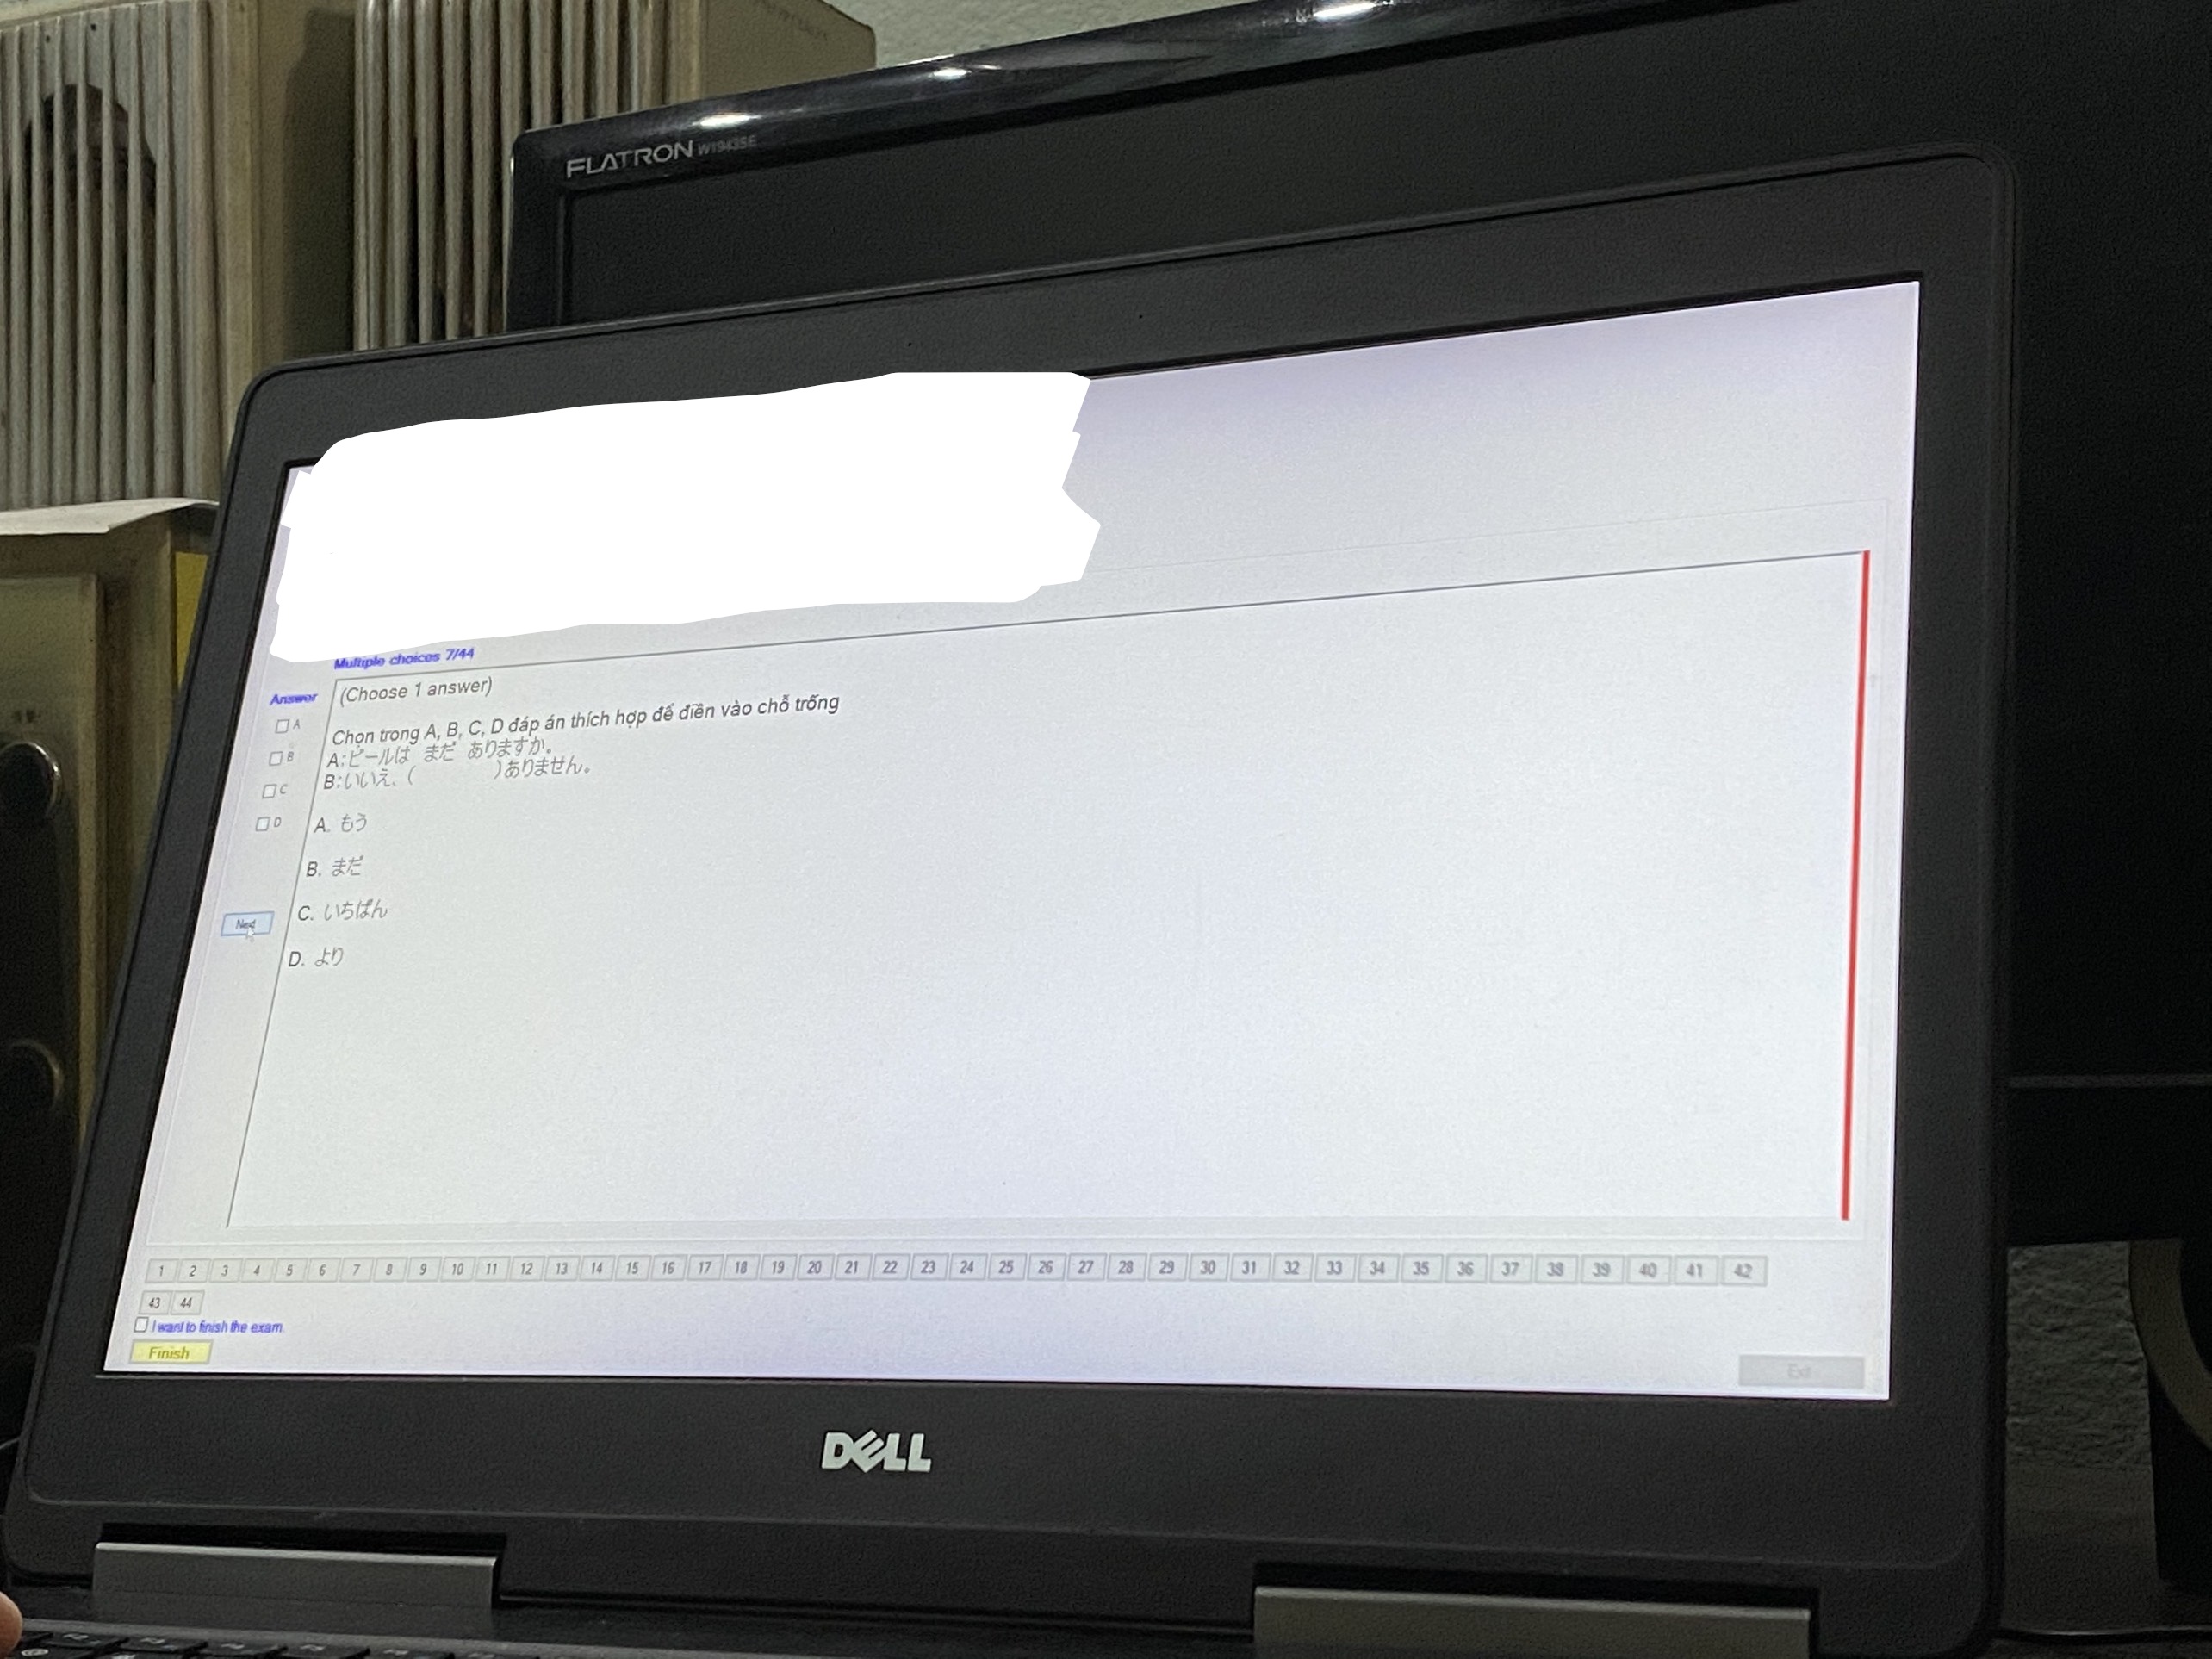 FLATRON W1943SE
Multiple choices 7/44
Answer
(Choose 1 answer)
A
Chọn trong A, B, C, D đáp án thích hợp để điền vào chỗ trống
B
A:ビールは まだ ありますか。
B:いいえ、( )ありません。
C
D
A. もう
B. まだ
C. いちばん
Next
D. より
1 2 3 4 5 6 7 8 9 10 11 12 13 14 15 16 17 18 19 20 21 22 23 24 25 26 27 28 29 30 31 32 33 34 35 36 37 38 39 40 41 42
43 44
I want to finish the exam.
Finish
Exit
DELL